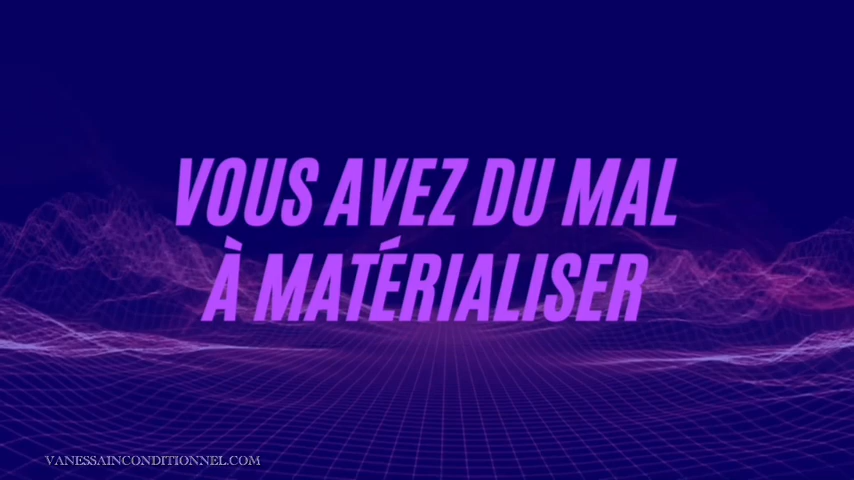 VOUS AVEZ DU MAL
À MATÉRIALISER
VANESSAINCONDITIONNEL.COM